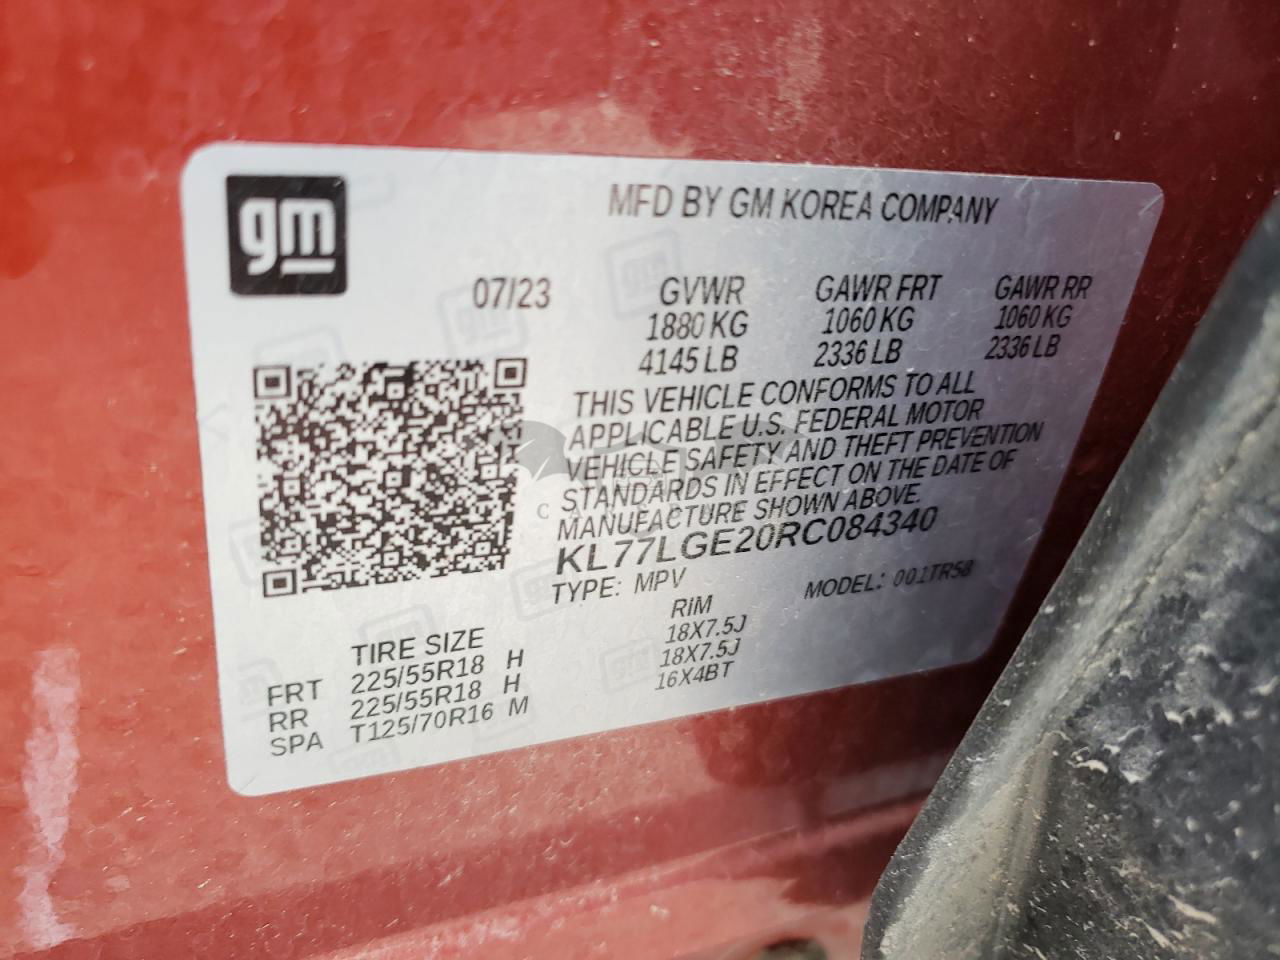 gm
MFD BY GM KOREA COMPANY
07/23 GVWR GAWR FRT GAWR RR
1880 KG 1060 KG 1060 KG
4145 LB 2336 LB 2336 LB
THIS VEHICLE CONFORMS TO ALL
APPLICABLE U.S. FEDERAL MOTOR
VEHICLE SAFETY AND THEFT PREVENTION
STANDARDS IN EFFECT ON THE DATE OF
MANUFACTURE SHOWN ABOVE.
KL77LGE20RC084340
TYPE: MPV MODEL: 001TR58
TIRE SIZE RIM
FRT 225/55R18 H 18X7.5J
RR 225/55R18 H 18X7.5J
SPA T125/70R16 M 16X4BT